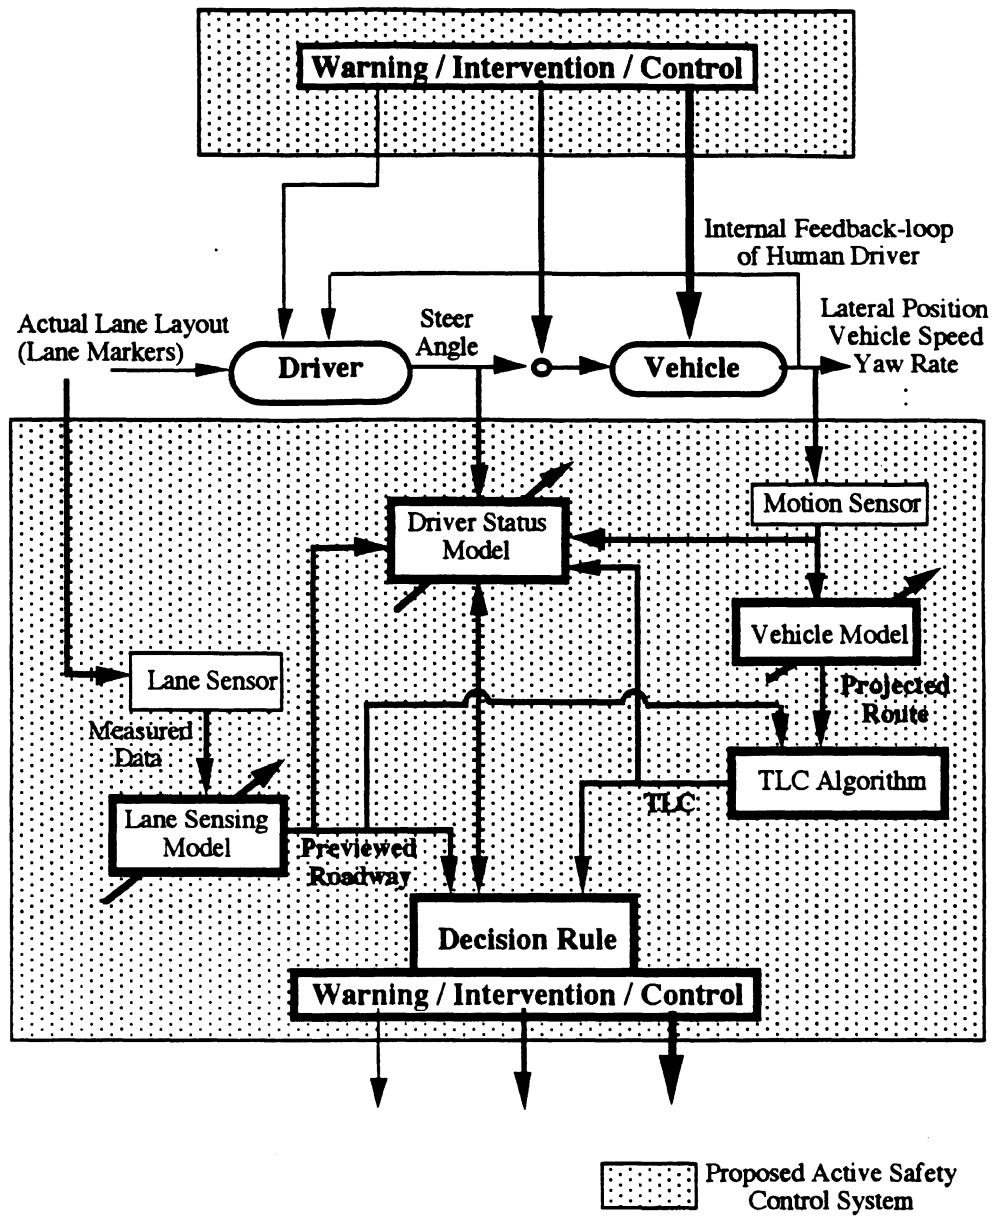 Warning / Intervention / Control
Internal Feedback-loop
of Human Driver
Actual Lane Layout
(Lane Markers)
Steer
Angle
Lateral Position
Vehicle Speed
Yaw Rate
Driver
Vehicle
Driver Status
Model
Motion Sensor
Vehicle Model
Lane Sensor
Projected
Route
Measured
Data
TLC Algorithm
TLC
Lane Sensing
Model
Previewed
Roadway
Decision Rule
Warning / Intervention / Control
Proposed Active Safety
Control System